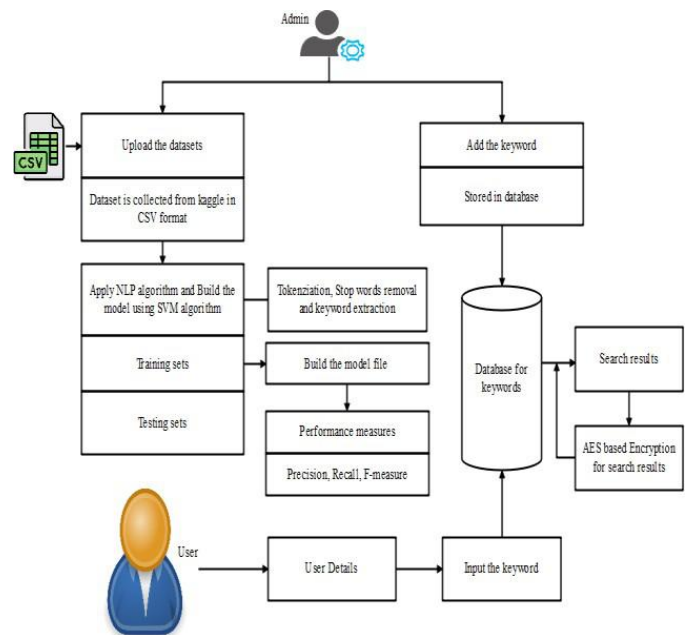 Admin
CSV
Upload the datasets
Dataset is collected from kaggle in
CSV format
Add the keyword
Stored in database
Apply NLP algorithm and Build the
model using SVM algorithm
Tokenziation, Stop words removal
and keyword extraction
Training sets
Build the model file
Testing sets
Performance measures
Precision, Recall, F-measure
Database for
keywords
Search results
AES based Encryption
for search results
User
User Details
Input the keyword